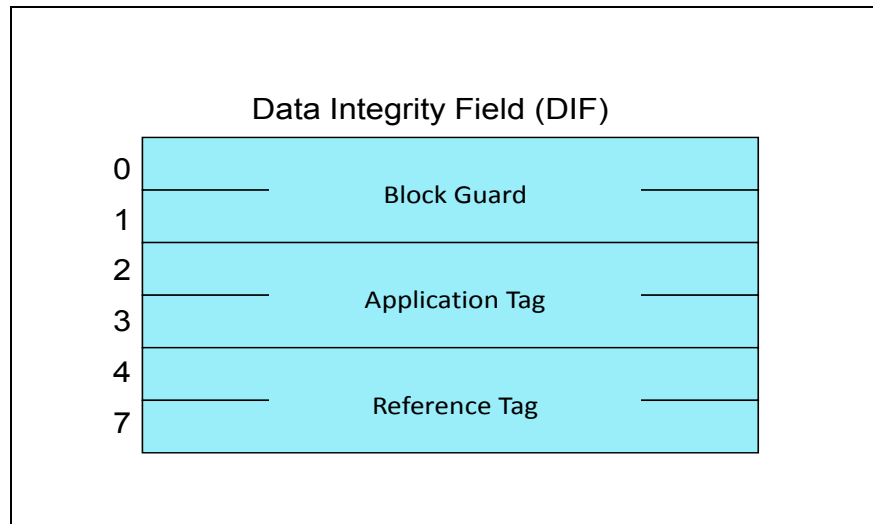 Data Integrity Field (DIF)
0
Block Guard
1
2
Application Tag
3
4
Reference Tag
7